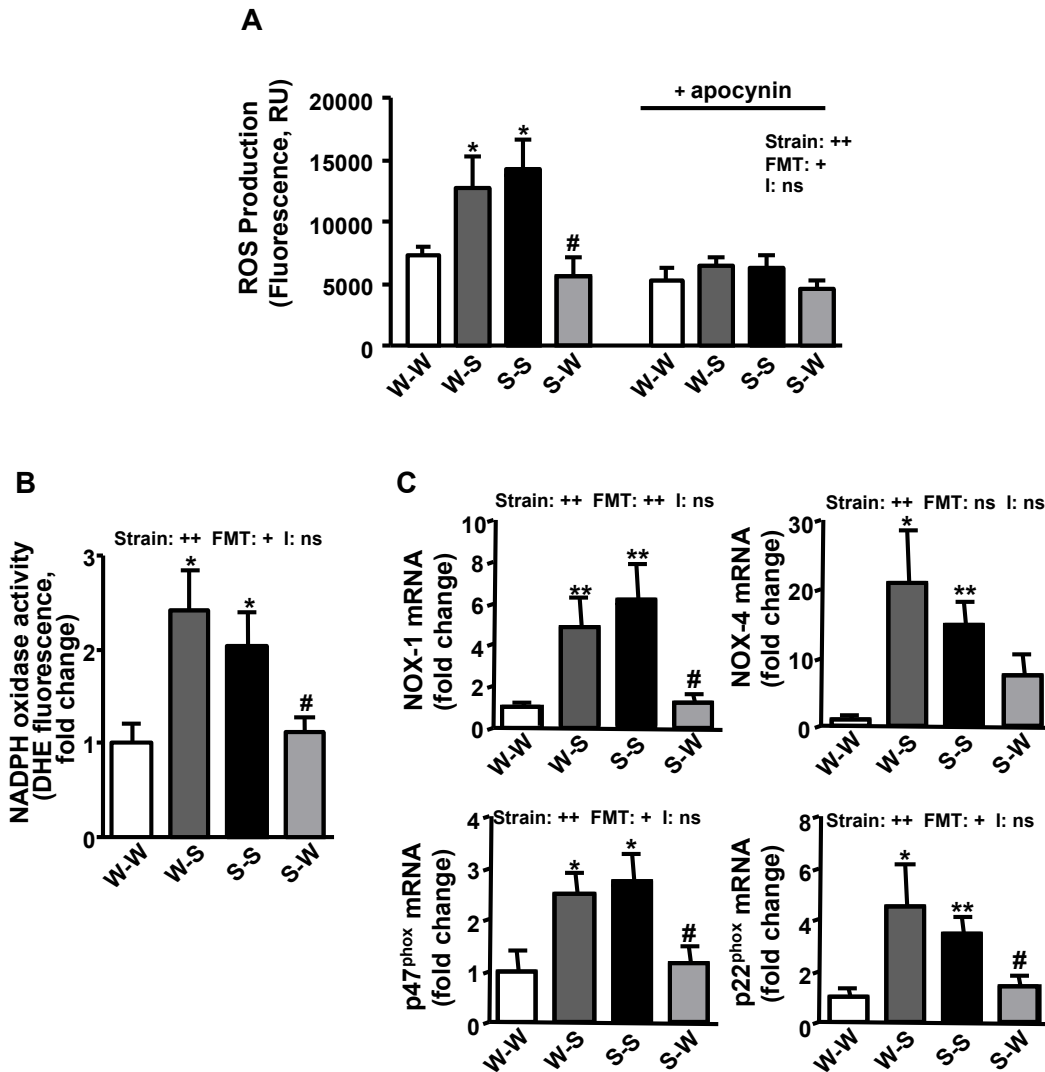 A
ROS Production
(Fluorescence, RU)
20000
15000
10000
5000
0
* * #
+ apocynin
Strain: ++
FMT: +
I: ns
W-W W-S S-S S-W W-W W-S S-S S-W
B
NADPH oxidase activity
(DHE fluorescence,
fold change)
Strain: ++ FMT: + I: ns
3
2
1
0
* * #
W-W W-S S-S S-W
C
NOX-1 mRNA
(fold change)
Strain: ++ FMT: ++ I: ns
10
8
6
4
2
0
** ** #
W-W W-S S-S S-W
NOX-4 mRNA
(fold change)
Strain: ++ FMT: ns I: ns
30
20
10
0
* **
W-W W-S S-S S-W
p47phox mRNA
(fold change)
Strain: ++ FMT: + I: ns
4
3
2
1
0
* * #
W-W W-S S-S S-W
p22phox mRNA
(fold change)
Strain: ++ FMT: + I: ns
8
6
4
2
0
* ** #
W-W W-S S-S S-W